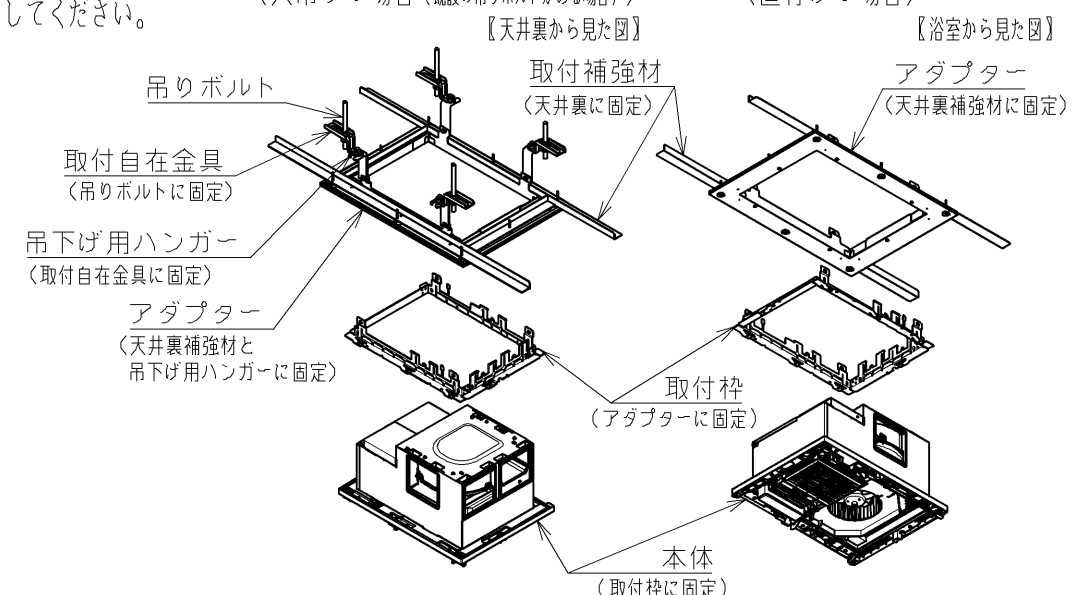 してください。
【天井裏から見た図】
【浴室から見た図】
吊りボルト
取付補強材
（天井裏に固定）
アダプター
（天井裏補強材に固定）
取付自在金具
（吊りボルトに固定）
吊下げ用ハンガー
（取付自在金具に固定）
アダプター
（天井裏補強材と
吊下げ用ハンガーに固定）
取付枠
（アダプターに固定）
本体
（取付枠に固定）